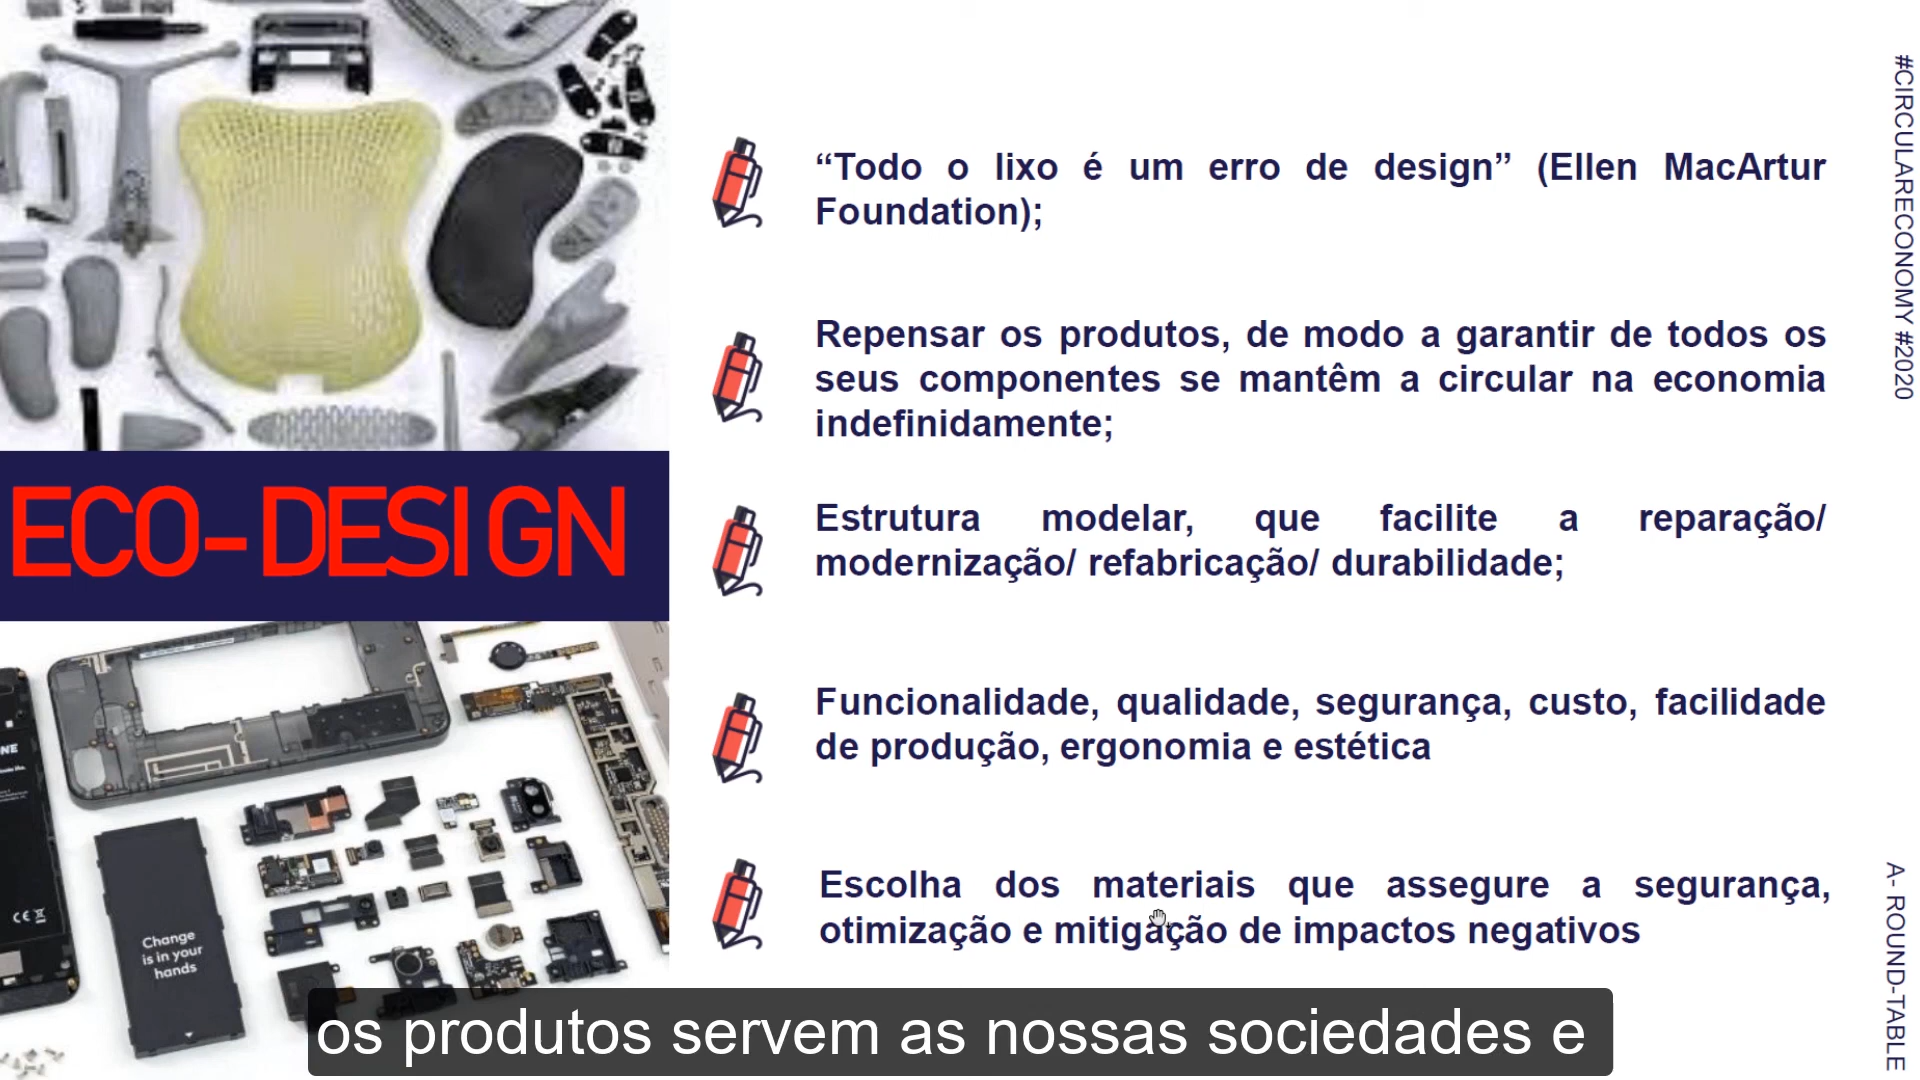 “Todo o lixo é um erro de design” (Ellen MacArtur
Foundation);
Repensar os produtos, de modo a garantir de todos os
seus componentes se mantêm a circular na economia
indefinidamente;
ECO-DESIGN
Estrutura modelar, que facilite a reparação/
modernização/ refabricação/ durabilidade;
Funcionalidade, qualidade, segurança, custo, facilidade
de produção, ergonomia e estética
Escolha dos materiais que assegure a segurança,
otimização e mitigação de impactos negativos
Change
is in your
hands
CE
#CIRCULARECONOMY #2020
A- ROUND-TABLE
os produtos servem as nossas sociedades e